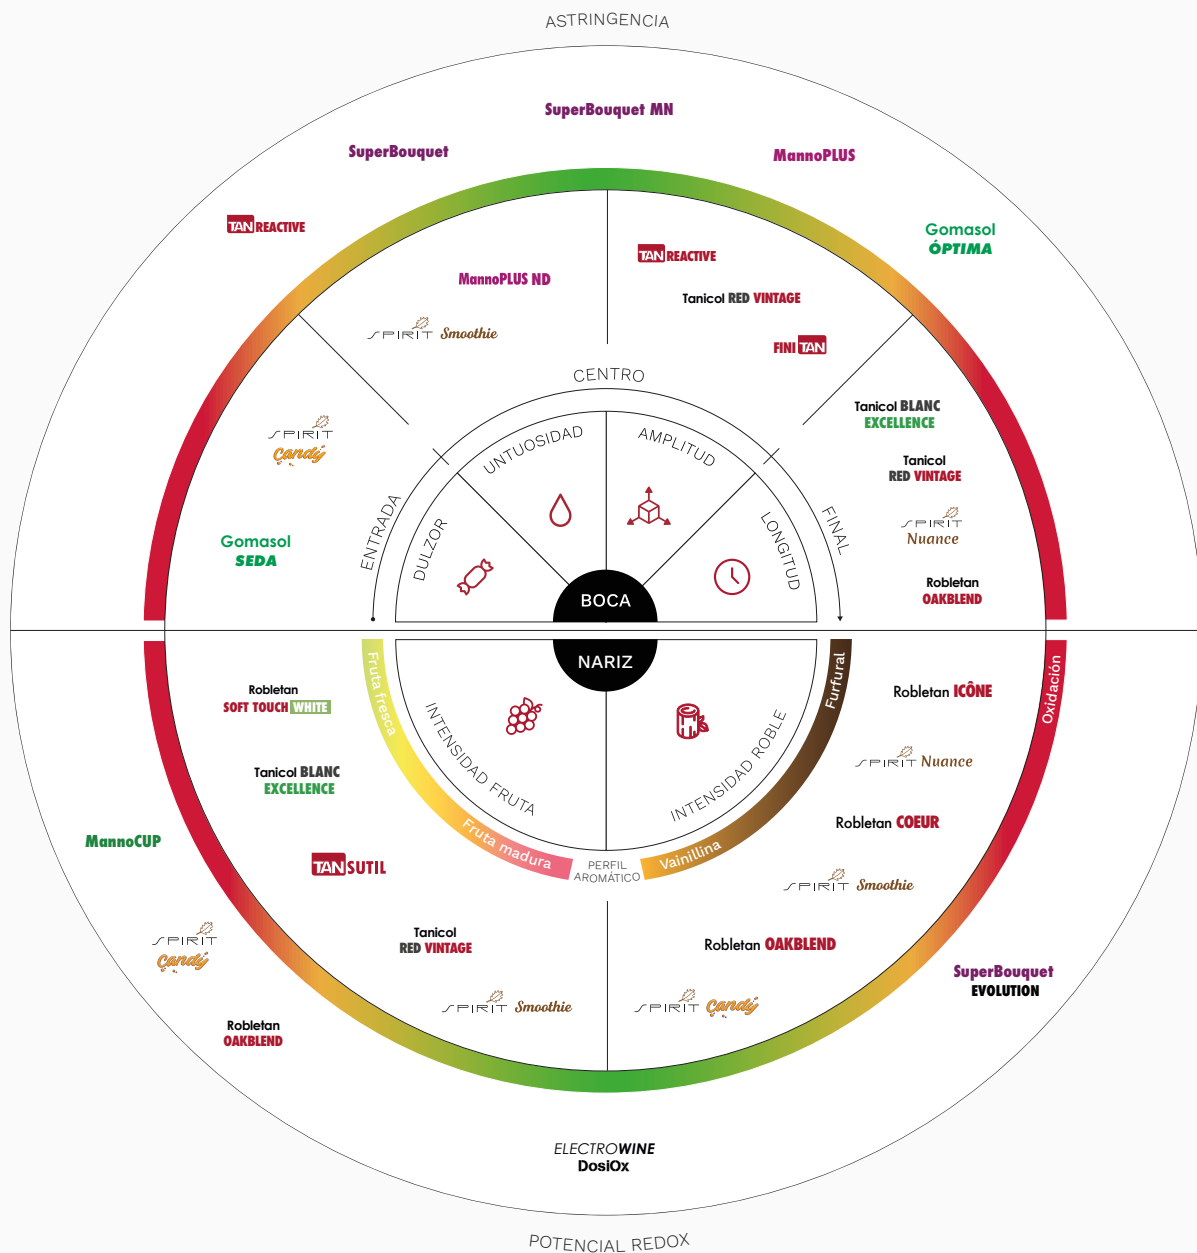 ASTRINGENCIA
SuperBouquet MN
SuperBouquet
MannoPLUS
TAN REACTIVE
Gomasol
ÓPTIMA
TAN REACTIVE
MannoPLUS ND
Tanicol RED VINTAGE
SPIRIT Smoothie
FINI TAN
CENTRO
SPIRIT
Candy
Tanicol BLANC
EXCELLENCE
UNTUOSIDAD
AMPLITUD
Tanicol
RED VINTAGE
ENTRADA
DULZOR
LONGITUD
FINAL
SPIRIT
Nuance
Gomasol
SEDA
Robletan
OAKBLEND
BOCA
NARIZ
Fruta fresca
Furfural
Oxidación
Robletan
SOFT TOUCH WHITE
INTENSIDAD FRUTA
INTENSIDAD ROBLE
Robletan ICÔNE
SPIRIT Nuance
Tanicol BLANC
EXCELLENCE
MannoCUP
Robletan COEUR
Fruta madura
Vainillina
PERFIL
AROMÁTICO
TAN SUTIL
SPIRIT Smoothie
SPIRIT
Candy
Tanicol
RED VINTAGE
Robletan OAKBLEND
SuperBouquet
EVOLUTION
SPIRIT Smoothie
SPIRIT Candy
Robletan
OAKBLEND
ELECTROWINE
DosiOx
POTENCIAL REDOX